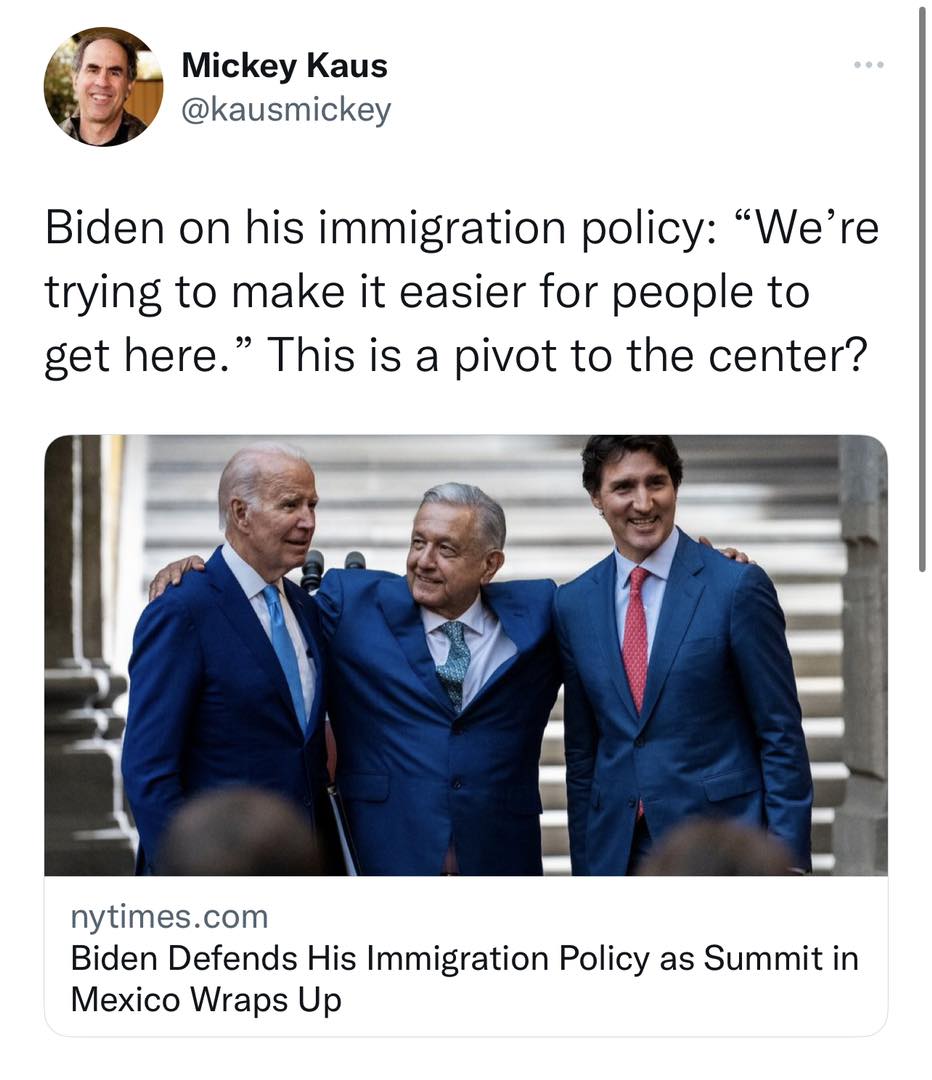 Mickey Kaus
@kausmickey
Biden on his immigration policy: “We’re
trying to make it easier for people to
get here.” This is a pivot to the center?
nytimes.com
Biden Defends His Immigration Policy as Summit in
Mexico Wraps Up